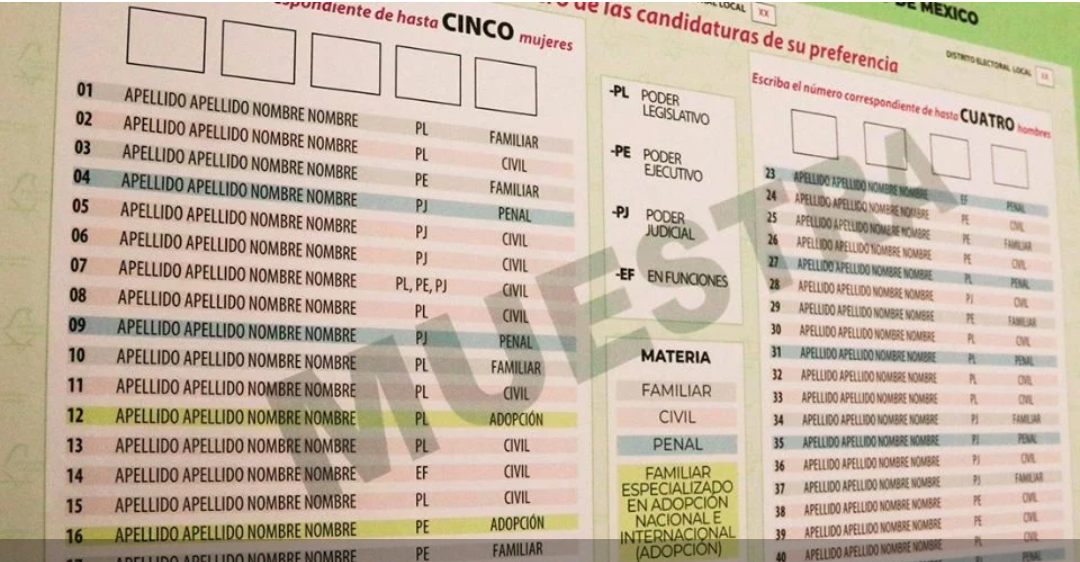 LOCAL XX
DE MÉXICO
de las candidaturas de su preferencia
DISTRITO ELECTORAL LOCAL XX
de hasta CINCO mujeres
Escriba el número correspondiente de hasta CUATRO hombres
01 APELLIDO APELLIDO NOMBRE NOMBRE PL FAMILIAR
02 APELLIDO APELLIDO NOMBRE NOMBRE PL CIVIL
03 APELLIDO APELLIDO NOMBRE NOMBRE PE FAMILIAR
04 APELLIDO APELLIDO NOMBRE NOMBRE PJ PENAL
05 APELLIDO APELLIDO NOMBRE NOMBRE PJ CIVIL
06 APELLIDO APELLIDO NOMBRE NOMBRE PJ CIVIL
07 APELLIDO APELLIDO NOMBRE NOMBRE PL, PE, PJ CIVIL
08 APELLIDO APELLIDO NOMBRE NOMBRE PL CIVIL
09 APELLIDO APELLIDO NOMBRE NOMBRE PJ PENAL
10 APELLIDO APELLIDO NOMBRE NOMBRE PL FAMILIAR
11 APELLIDO APELLIDO NOMBRE NOMBRE PL CIVIL
12 APELLIDO APELLIDO NOMBRE NOMBRE PL ADOPCIÓN
13 APELLIDO APELLIDO NOMBRE NOMBRE PL CIVIL
14 APELLIDO APELLIDO NOMBRE NOMBRE EF CIVIL
15 APELLIDO APELLIDO NOMBRE NOMBRE PL CIVIL
16 APELLIDO APELLIDO NOMBRE NOMBRE PE ADOPCIÓN
APELLIDO APELLIDO NOMBRE NOMBRE PE FAMILIAR
-PL PODER
LEGISLATIVO
-PE PODER
EJECUTIVO
-PJ PODER
JUDICIAL
-EF EN FUNCIONES
MATERIA
FAMILIAR
CIVIL
PENAL
FAMILIAR
ESPECIALIZADO
EN ADOPCIÓN
NACIONAL E
INTERNACIONAL
(ADOPCIÓN)
23 APELLIDO APELLIDO NOMBRE NOMBRE EF PENAL
24 APELLIDO APELLIDO NOMBRE NOMBRE PE CIVIL
25 APELLIDO APELLIDO NOMBRE NOMBRE PE FAMILIAR
26 APELLIDO APELLIDO NOMBRE NOMBRE PE CIVIL
27 APELLIDO APELLIDO NOMBRE NOMBRE PL PENAL
28 APELLIDO APELLIDO NOMBRE NOMBRE PJ CIVIL
29 APELLIDO APELLIDO NOMBRE NOMBRE PE FAMILIAR
30 APELLIDO APELLIDO NOMBRE NOMBRE PL CIVIL
31 APELLIDO APELLIDO NOMBRE NOMBRE PL PENAL
32 APELLIDO APELLIDO NOMBRE NOMBRE PL CIVIL
33 APELLIDO APELLIDO NOMBRE NOMBRE PL CIVIL
34 APELLIDO APELLIDO NOMBRE NOMBRE PJ FAMILIAR
35 APELLIDO APELLIDO NOMBRE NOMBRE PJ PENAL
36 APELLIDO APELLIDO NOMBRE NOMBRE PJ CIVIL
37 APELLIDO APELLIDO NOMBRE NOMBRE PJ FAMILIAR
38 APELLIDO APELLIDO NOMBRE NOMBRE PE CIVIL
39 APELLIDO APELLIDO NOMBRE NOMBRE PE CIVIL
40 APELLIDO APELLIDO NOMBRE NOMBRE PL PENAL
MUESTRA